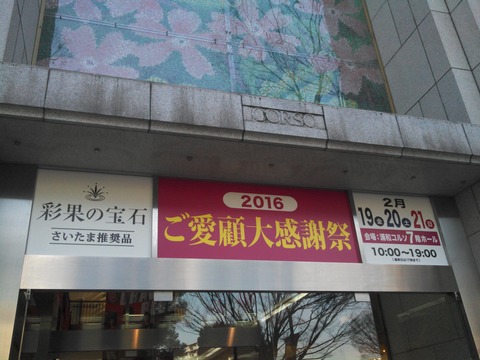 CORSO
彩果の宝石
さいたま推奨品
2016
ご愛顧大感謝祭
2月
19金20土21日
会場:浦和コルソ7階ホール
10:00〜19:00